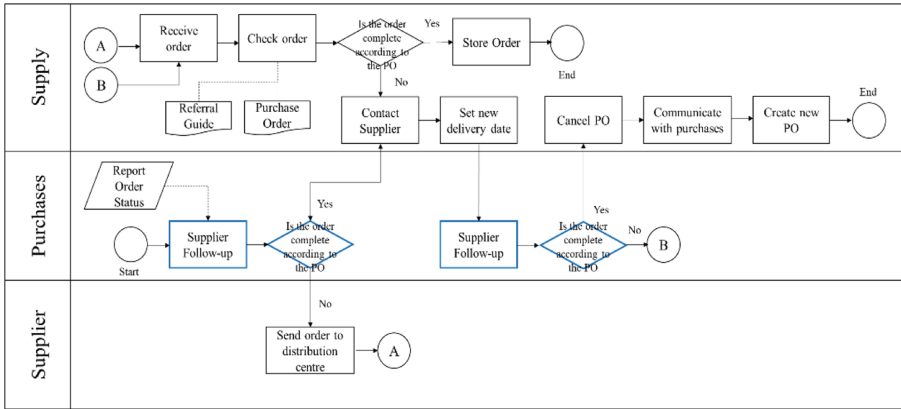 Supply
A
B
Receive
order
Check order
Is the order
complete
according to
the PO
Yes
Store Order
End
No
Referral
Guide
Purchase
Order
Contact
Supplier
Set new
delivery date
Cancel PO
Communicate
with purchases
Create new
PO
End
Purchases
Report
Order
Status
Start
Supplier
Follow-up
Yes
Is the order
complete
according to
the PO
Supplier
Follow-up
Yes
Is the order
complete
according to
the PO
No
B
Supplier
No
Send order to
distribution
centre
A